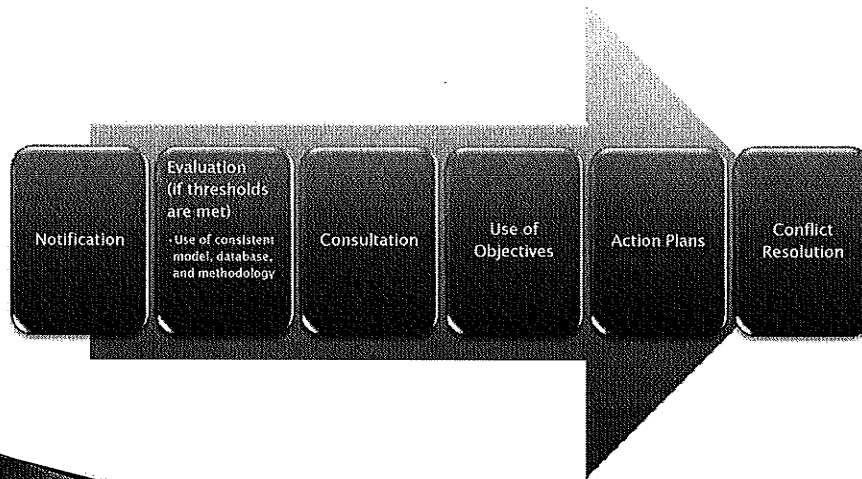 Notification
Evaluation
(if thresholds
are met)
•Use of consistent
model, database,
and methodology
Consultation
Use of
Objectives
Action Plans
Conflict
Resolution